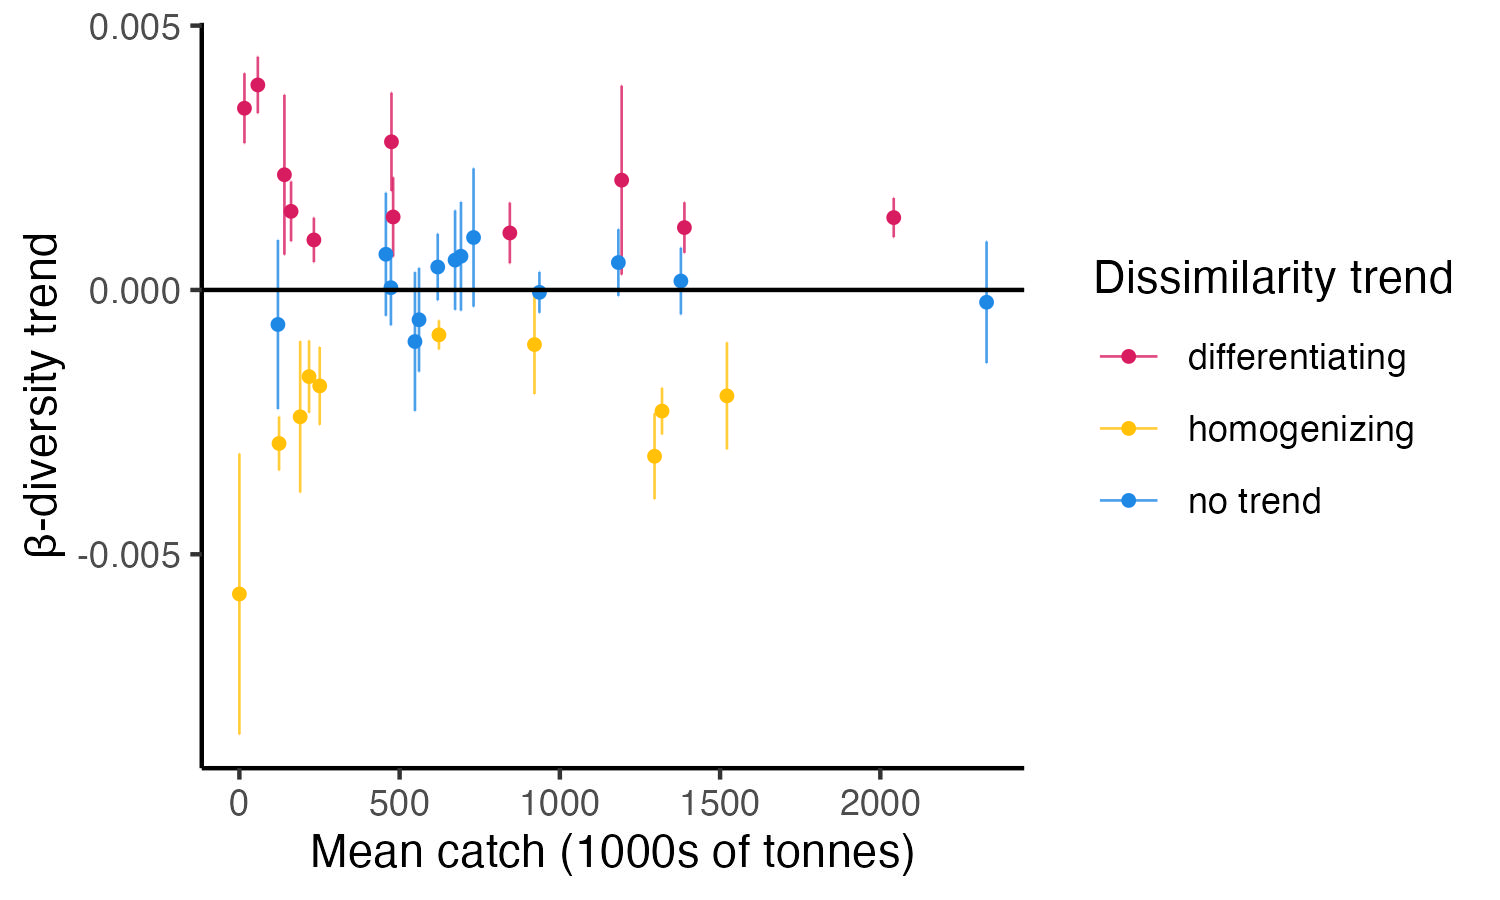 0.005
0.000
-0.005
β-diversity trend
0
500
1000
1500
2000
Mean catch (1000s of tonnes)
Dissimilarity trend
differentiating
homogenizing
no trend